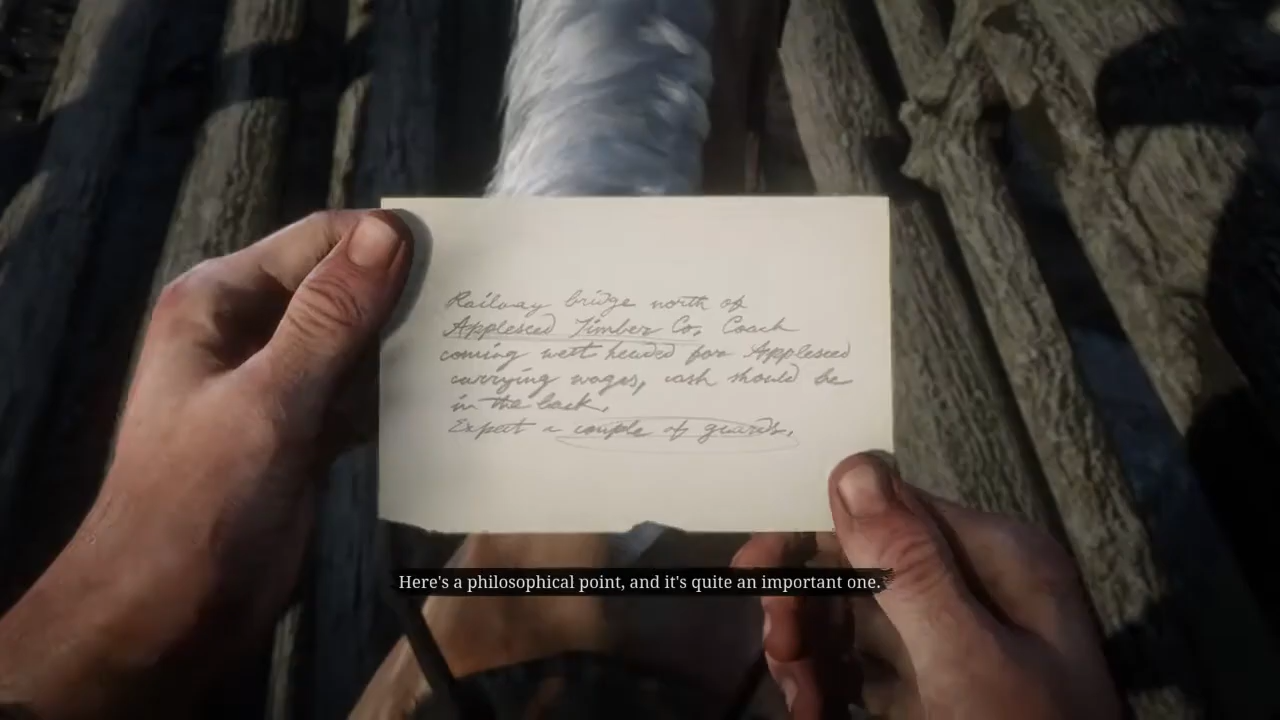 Railway bridge north of
Appleseed Timber Co, Coach
coming west headed for Appleseed
carrying wages, cash should be
in the back.
Expect a couple of guards.
Here's a philosophical point, and it's quite an important one.